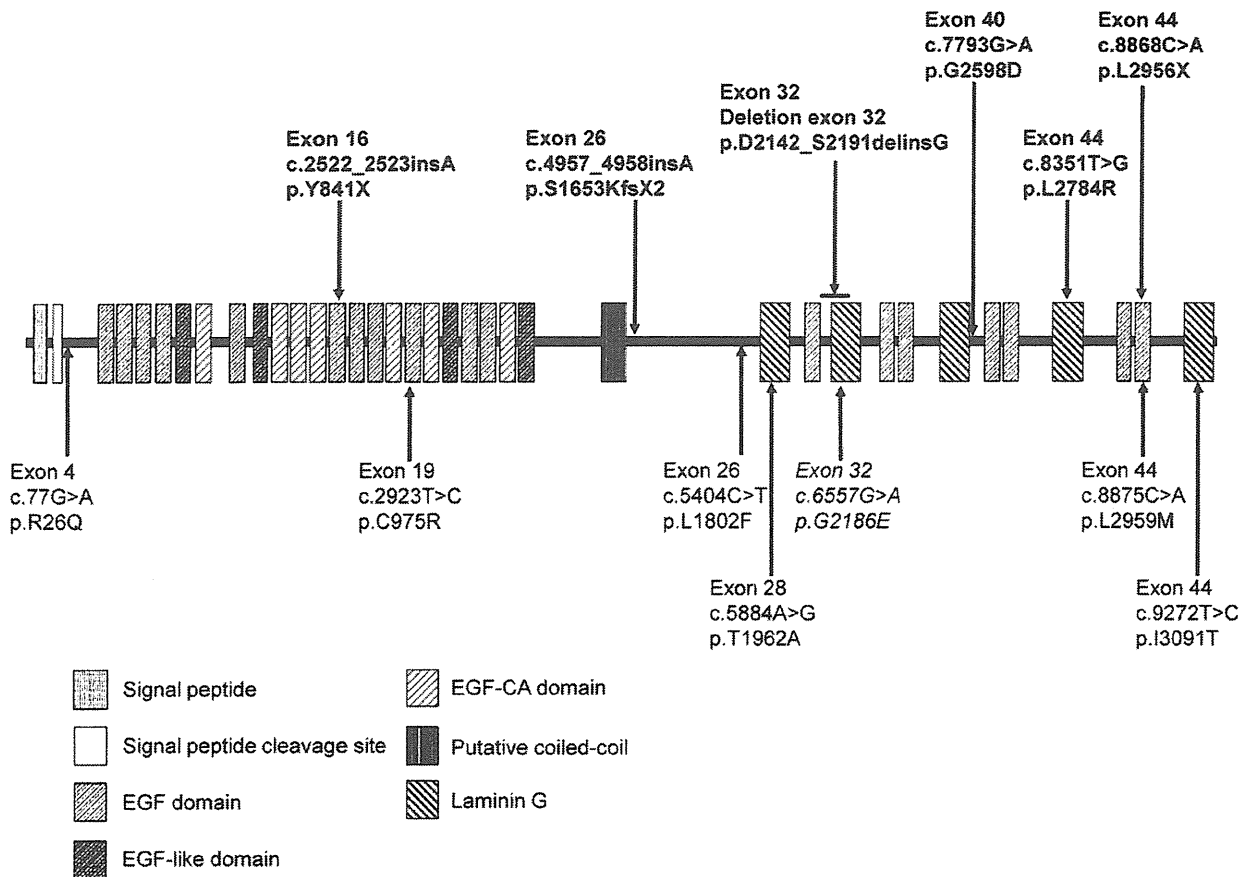 Exon 40
c.7793G>A
p.G2598D
Exon 44
c.8868C>A
p.L2956X
Exon 32
Deletion exon 32
p.D2142_S2191delinsG
Exon 16
c.2522_2523insA
p.Y841X
Exon 26
c.4957_4958insA
p.S1653KfsX2
Exon 44
c.8351T>G
p.L2784R
Exon 4
c.77G>A
p.R26Q
Exon 19
c.2923T>C
p.C975R
Exon 26
c.5404C>T
p.L1802F
Exon 32
c.6557G>A
p.G2186E
Exon 44
c.8875C>A
p.L2959M
Exon 28
c.5884A>G
p.T1962A
Exon 44
c.9272T>C
p.I3091T
Signal peptide
Signal peptide cleavage site
EGF domain
EGF-like domain
EGF-CA domain
Putative coiled-coil
Laminin G